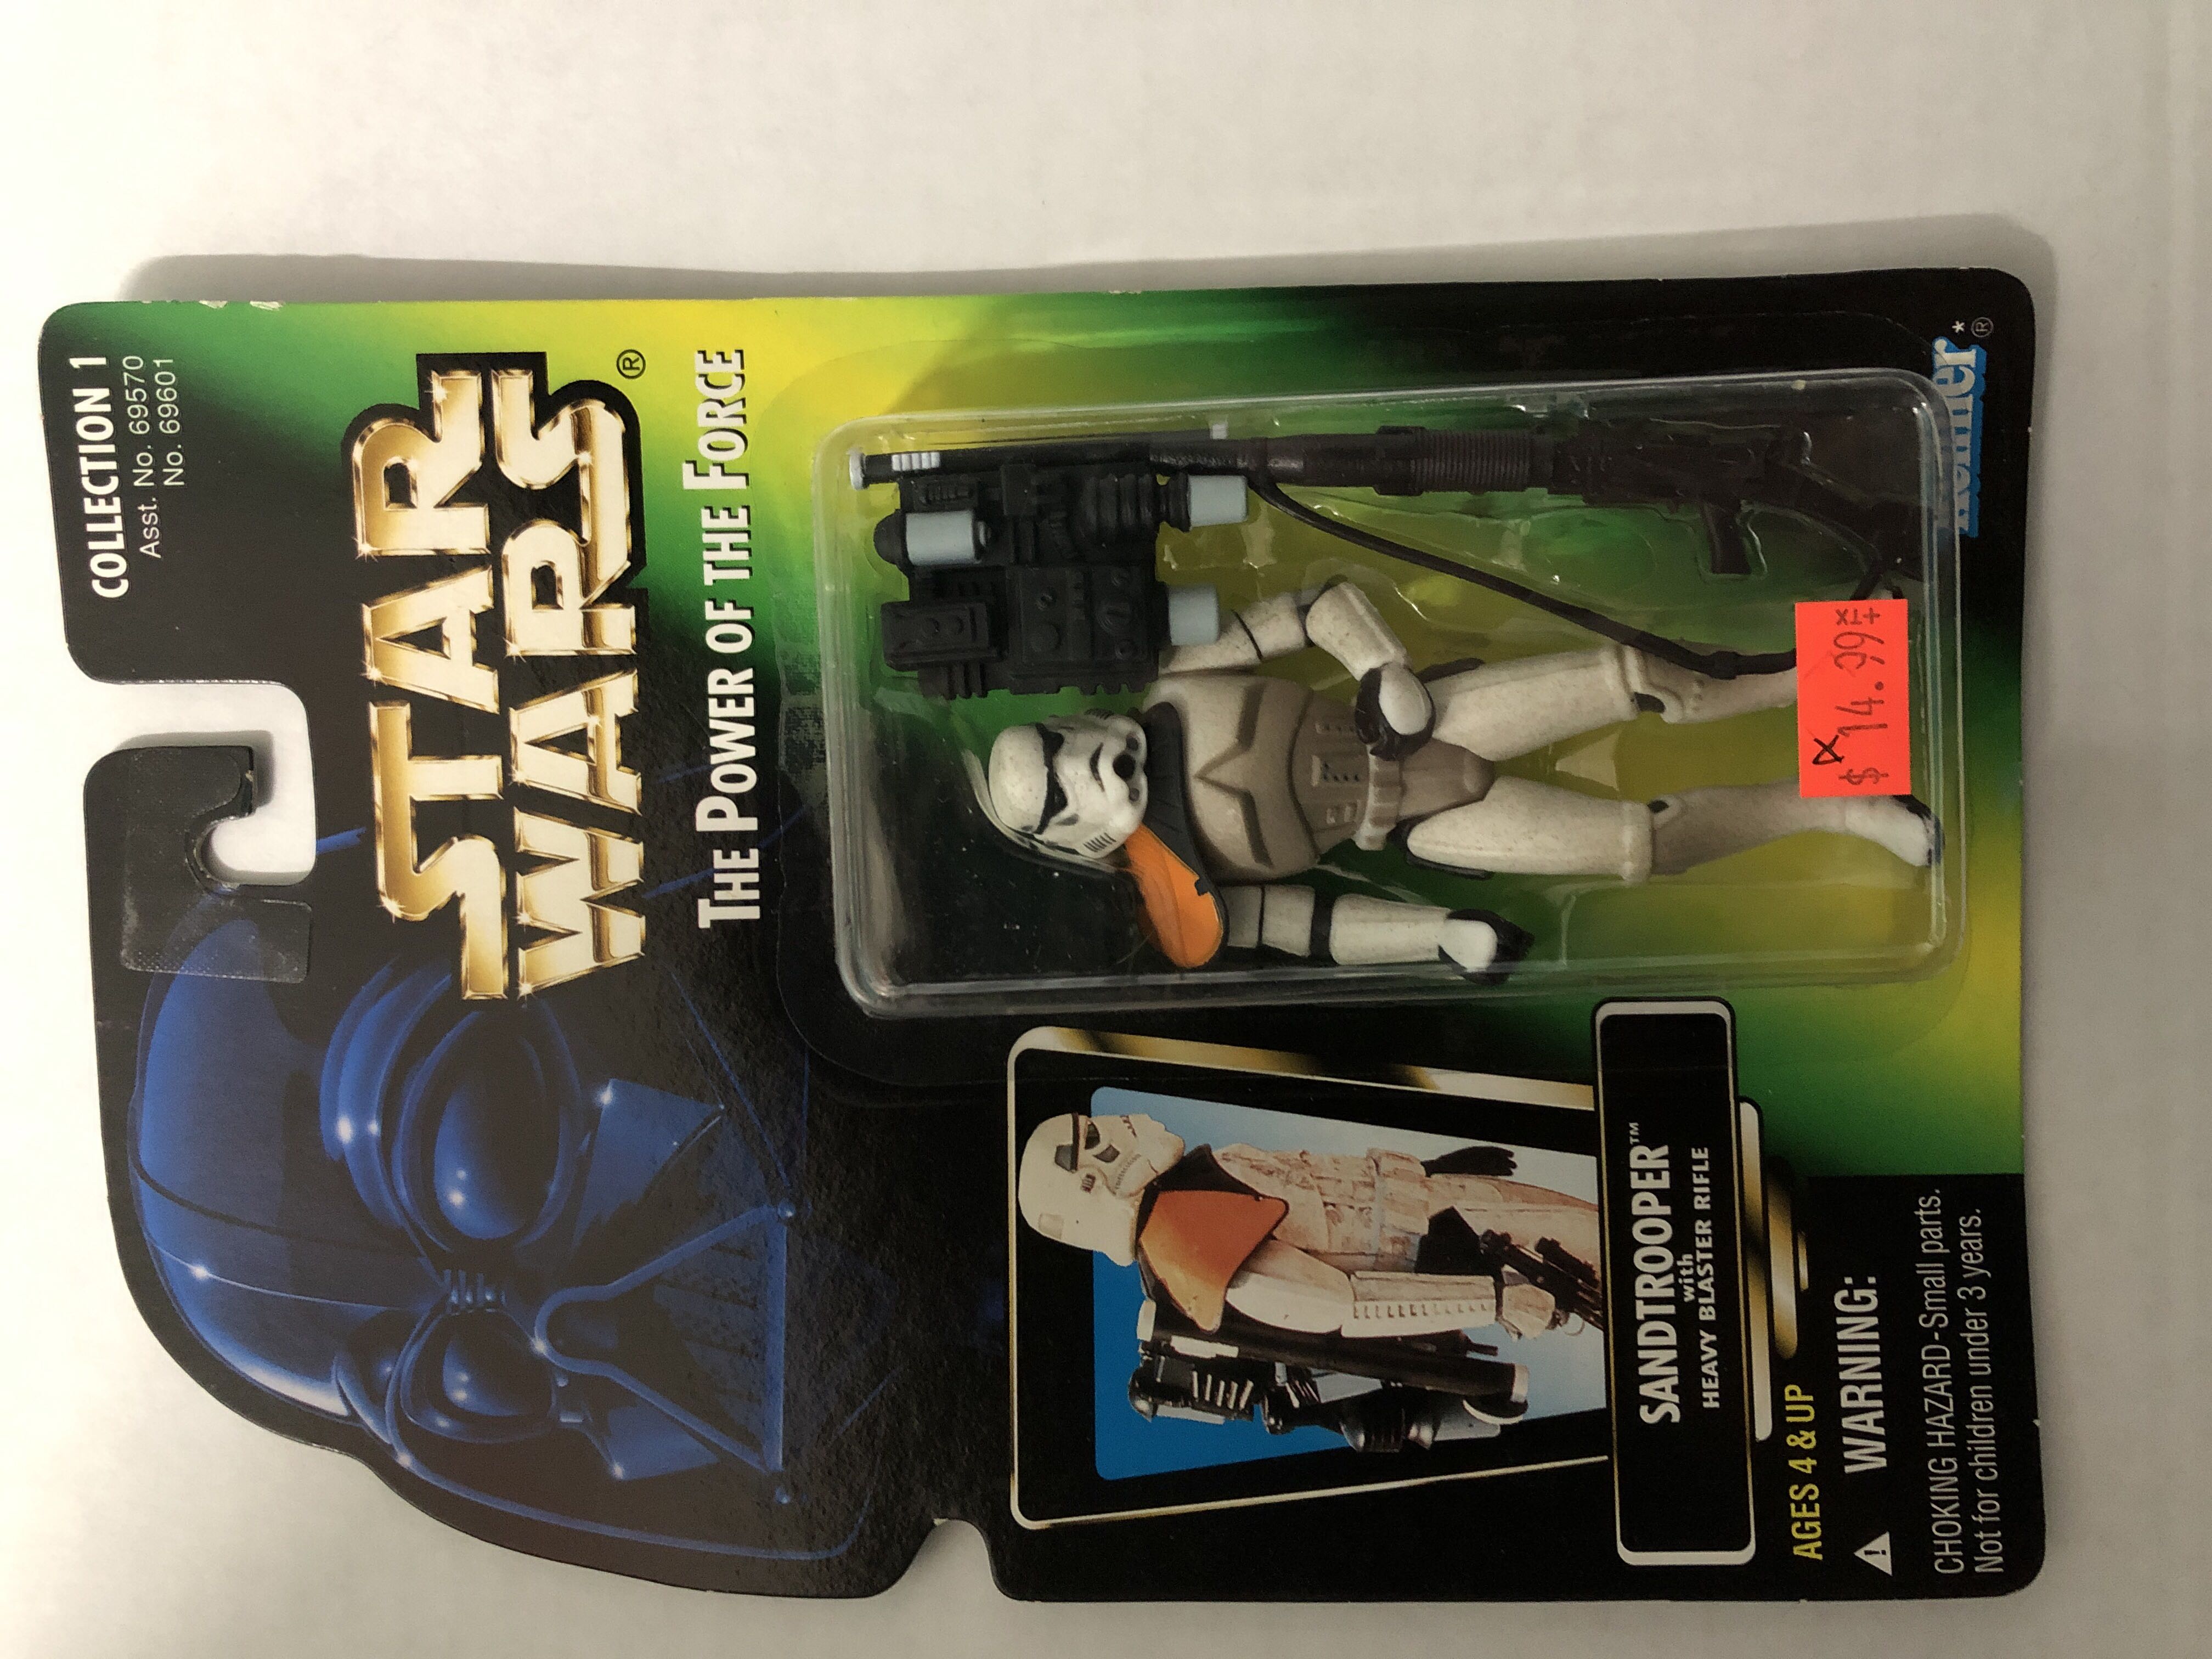 COLLECTION 1
Asst. No. 69570
No. 69601
STAR
WARS®
THE POWER OF THE FORCE
$14.99
SANDTROOPER™
with
HEAVY BLASTER RIFLE
AGES 4 & UP
WARNING:
CHOKING HAZARD-Small parts.
Not for children under 3 years.
Kenner*®